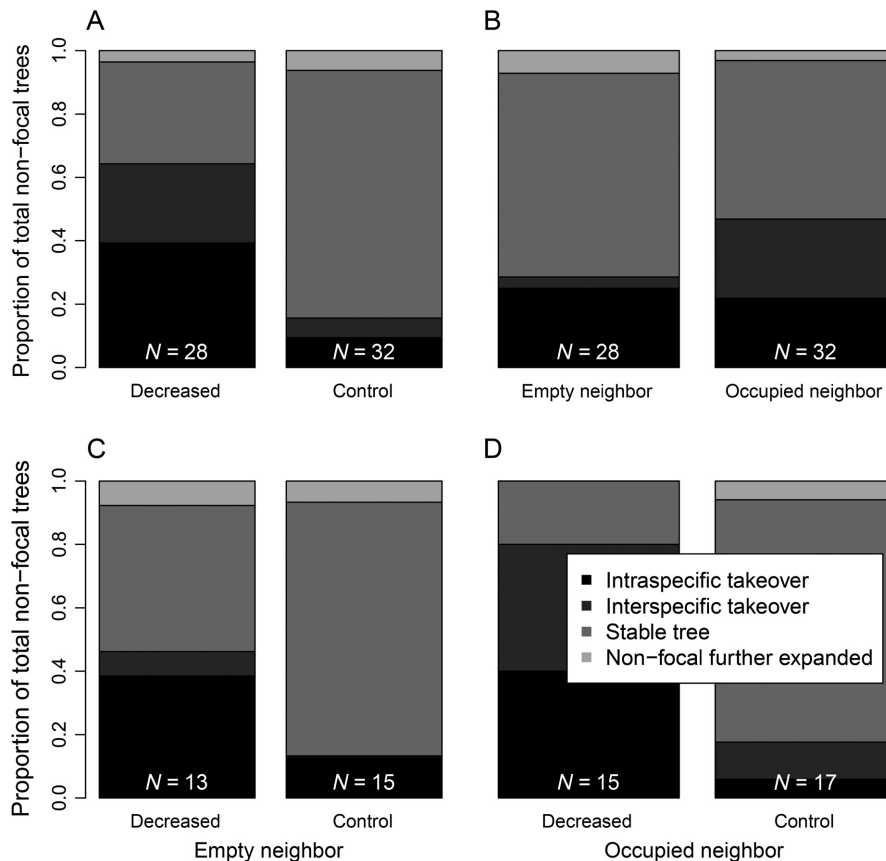 A
B
Proportion of total non-focal trees
0.0 0.2 0.4 0.6 0.8 1.0
N = 28
N = 32
N = 28
N = 32
Decreased
Control
Empty neighbor
Occupied neighbor
C
D
Proportion of total non-focal trees
0.0 0.2 0.4 0.6 0.8 1.0
Intraspecific takeover
Interspecific takeover
Stable tree
Non-focal further expanded
N = 13
N = 15
N = 15
N = 17
Decreased
Control
Decreased
Control
Empty neighbor
Occupied neighbor